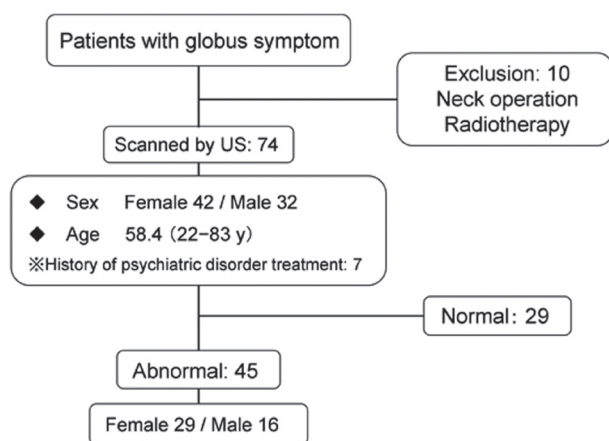 Patients with globus symptom
Exclusion: 10
Neck operation
Radiotherapy
Scanned by US: 74
◆ Sex Female 42 / Male 32
◆ Age 58.4 (22−83 y)
※History of psychiatric disorder treatment: 7
Normal: 29
Abnormal: 45
Female 29 / Male 16